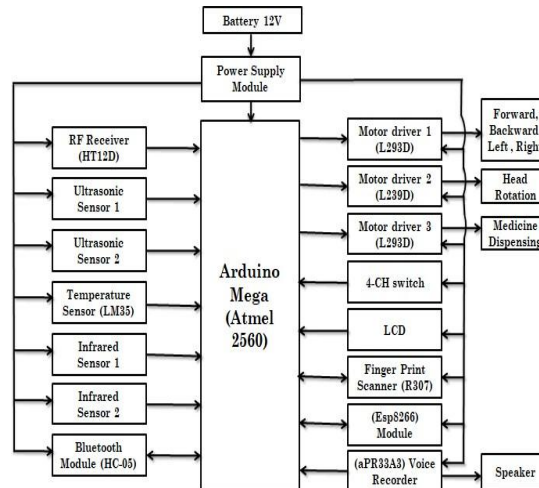 Battery 12V
Power Supply
Module
RF Receiver
(HT12D)
Ultrasonic
Sensor 1
Ultrasonic
Sensor 2
Temperature
Sensor (LM35)
Infrared
Sensor 1
Infrared
Sensor 2
Bluetooth
Module (HC-05)
Arduino
Mega
(Atmel
2560)
Motor driver 1
(L293D)
Motor driver 2
(L239D)
Motor driver 3
(L293D)
4-CH switch
LCD
Finger Print
Scanner (R307)
(Esp8266)
Module
(aPR33A3) Voice
Recorder
Forward,
Backward
Left , Right
Head
Rotation
Medicine
Dispensing
Speaker